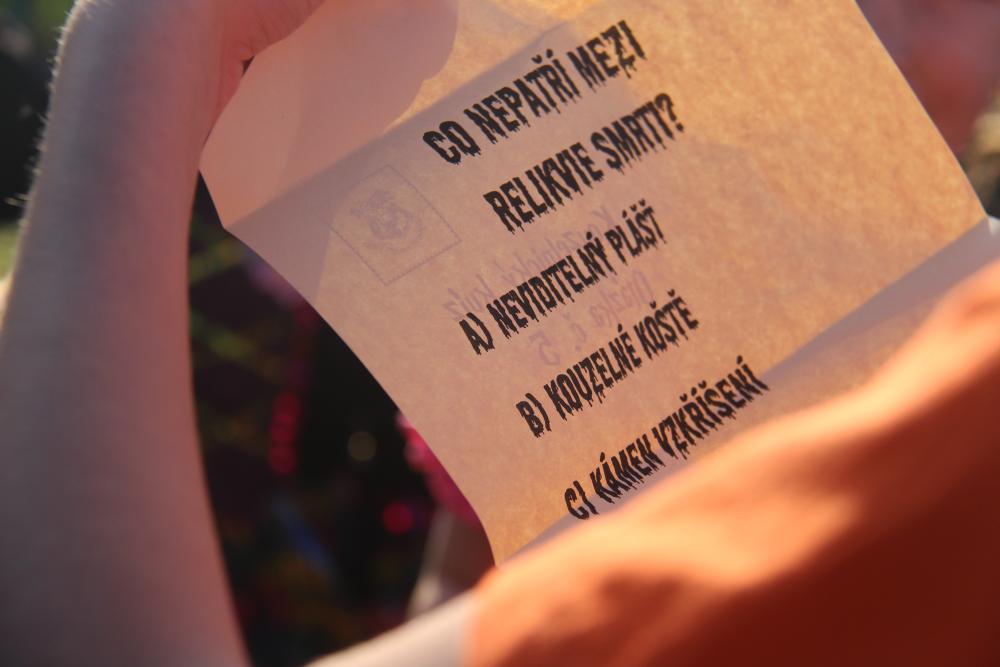 CO NEPATŘÍ MEZI
RELIKVIE SMRTI?
A) NEVIDITELNÝ PLÁŠŤ
B) KOUZELNÉ KOŠTĚ
C) KÁMEN VZKŘÍŠENÍ